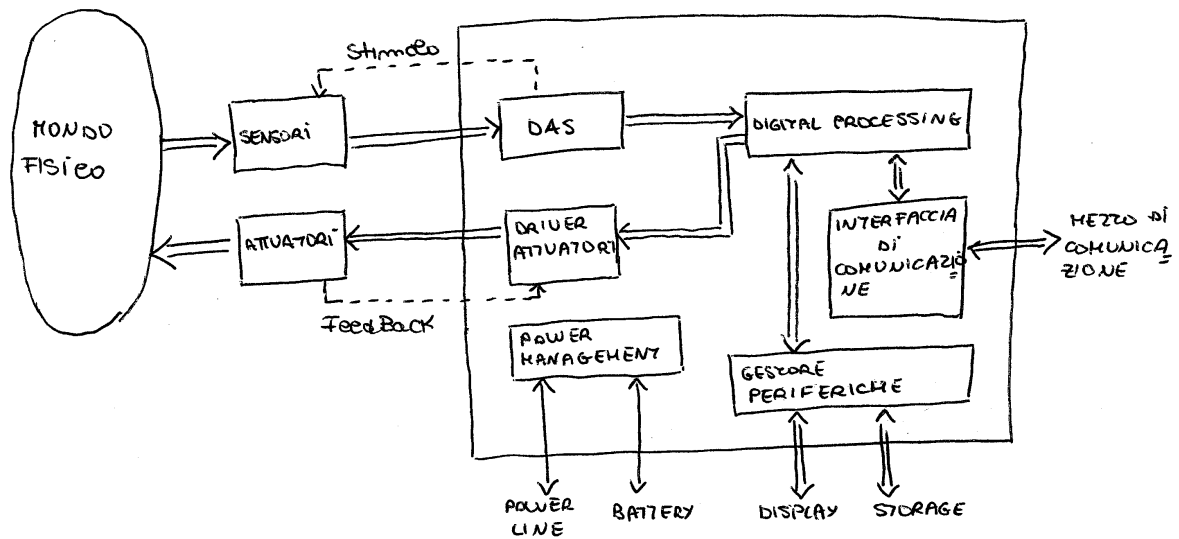 Stimolo
MONDO
FISICO
SENSORI
DAS
DIGITAL PROCESSING
ATTUATORI
DRIVER
ATTUATORI
INTERFACCIA
DI
COMUNICAZIO
NE
MEZZO DI
COMUNICA
ZIONE
FeedBack
POWER
MANAGEMENT
GESTORE
PERIFERICHE
POWER
LINE
BATTERY
DISPLAY
STORAGE